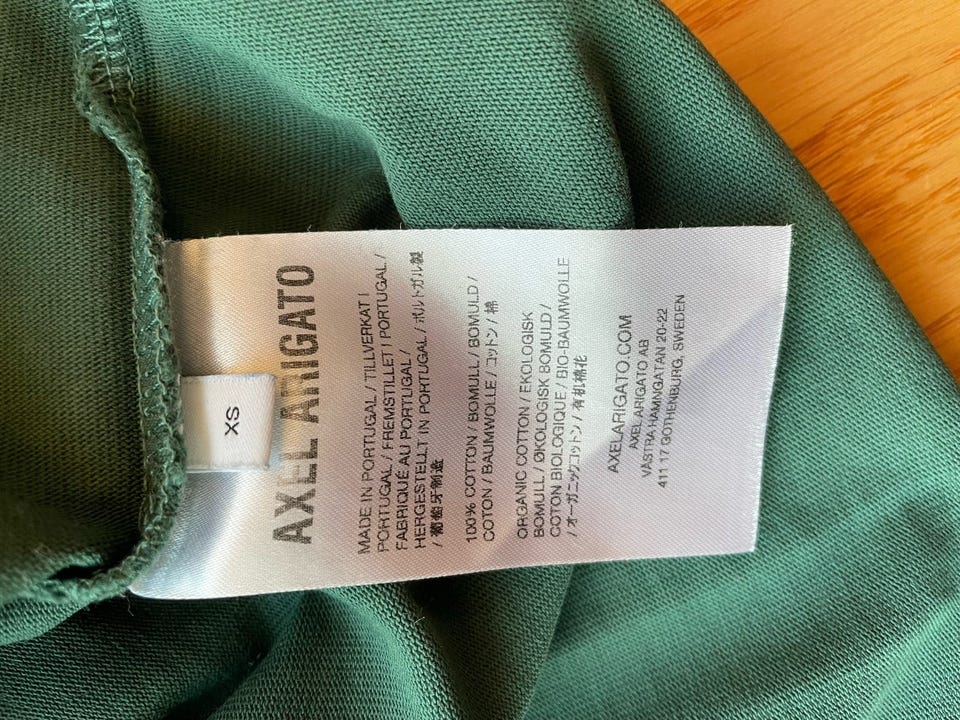 XS
AXEL ARIGATO
MADE IN PORTUGAL / TILLVERKAT I
PORTUGAL / FREMSTILLET I PORTUGAL /
FABRIQUÉ AU PORTUGAL /
HERGESTELLT IN PORTUGAL / ポルトガル製
/ 葡萄牙制造
100% COTTON / BOMULL / BOMULD /
COTON / BAUMWOLLE / コットン / 棉
ORGANIC COTTON / EKOLOGISK
BOMULL / ØKOLOGISK BOMULD /
COTON BIOLOGIQUE / BIO-BAUMWOLLE
/ オーガニックコットン / 有机棉花
AXELARIGATO.COM
AXEL ARIGATO AB
VÄSTRA HAMNGATAN 20-22
411 17 GOTHENBURG, SWEDEN